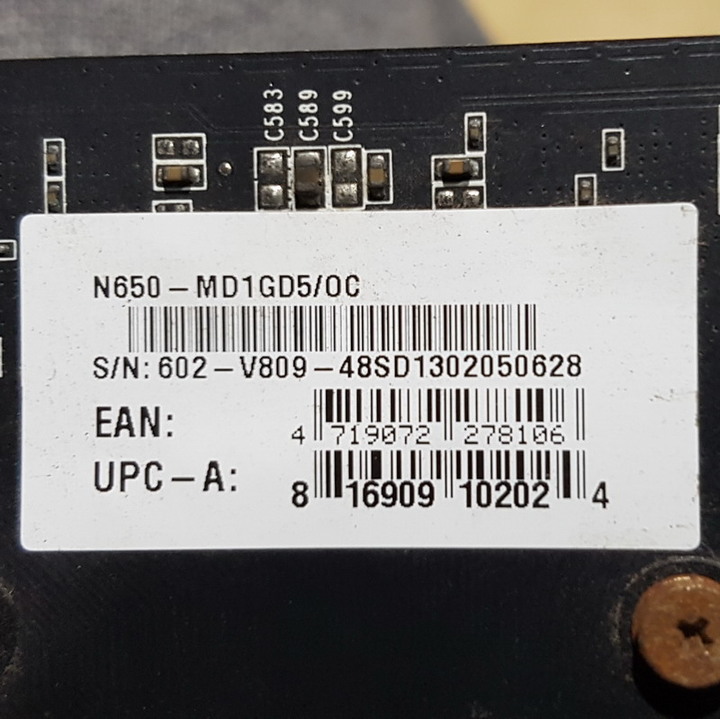 C583
C589
C599
N650-MD1GD5/OC
S/N: 602-V809-48SD1302050628
EAN: 4 719072 278106
UPC-A: 8 16909 10202 4